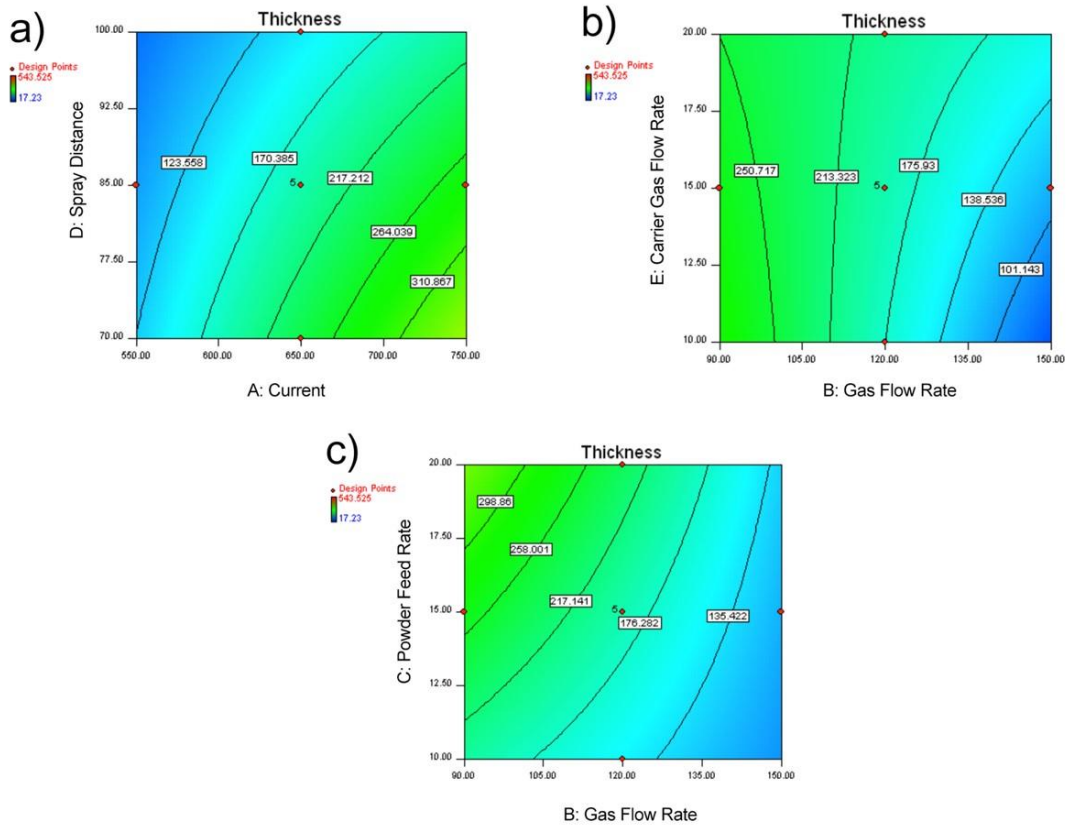 a)
Thickness
Design Points
543.525
17.23
D: Spray Distance
100.00
92.50
85.00
77.50
70.00
550.00 600.00 650.00 700.00 750.00
123.558
170.385
217.212
5
264.039
310.867
A: Current
b)
Thickness
Design Points
543.525
17.23
E: Carrier Gas Flow Rate
20.00
17.50
15.00
12.50
10.00
90.00 105.00 120.00 135.00 150.00
250.717
213.323
175.93
5
138.536
101.143
B: Gas Flow Rate
c)
Thickness
Design Points
543.525
17.23
C: Powder Feed Rate
20.00
17.50
15.00
12.50
10.00
90.00 105.00 120.00 135.00 150.00
298.86
258.001
217.141
5
176.282
135.422
B: Gas Flow Rate